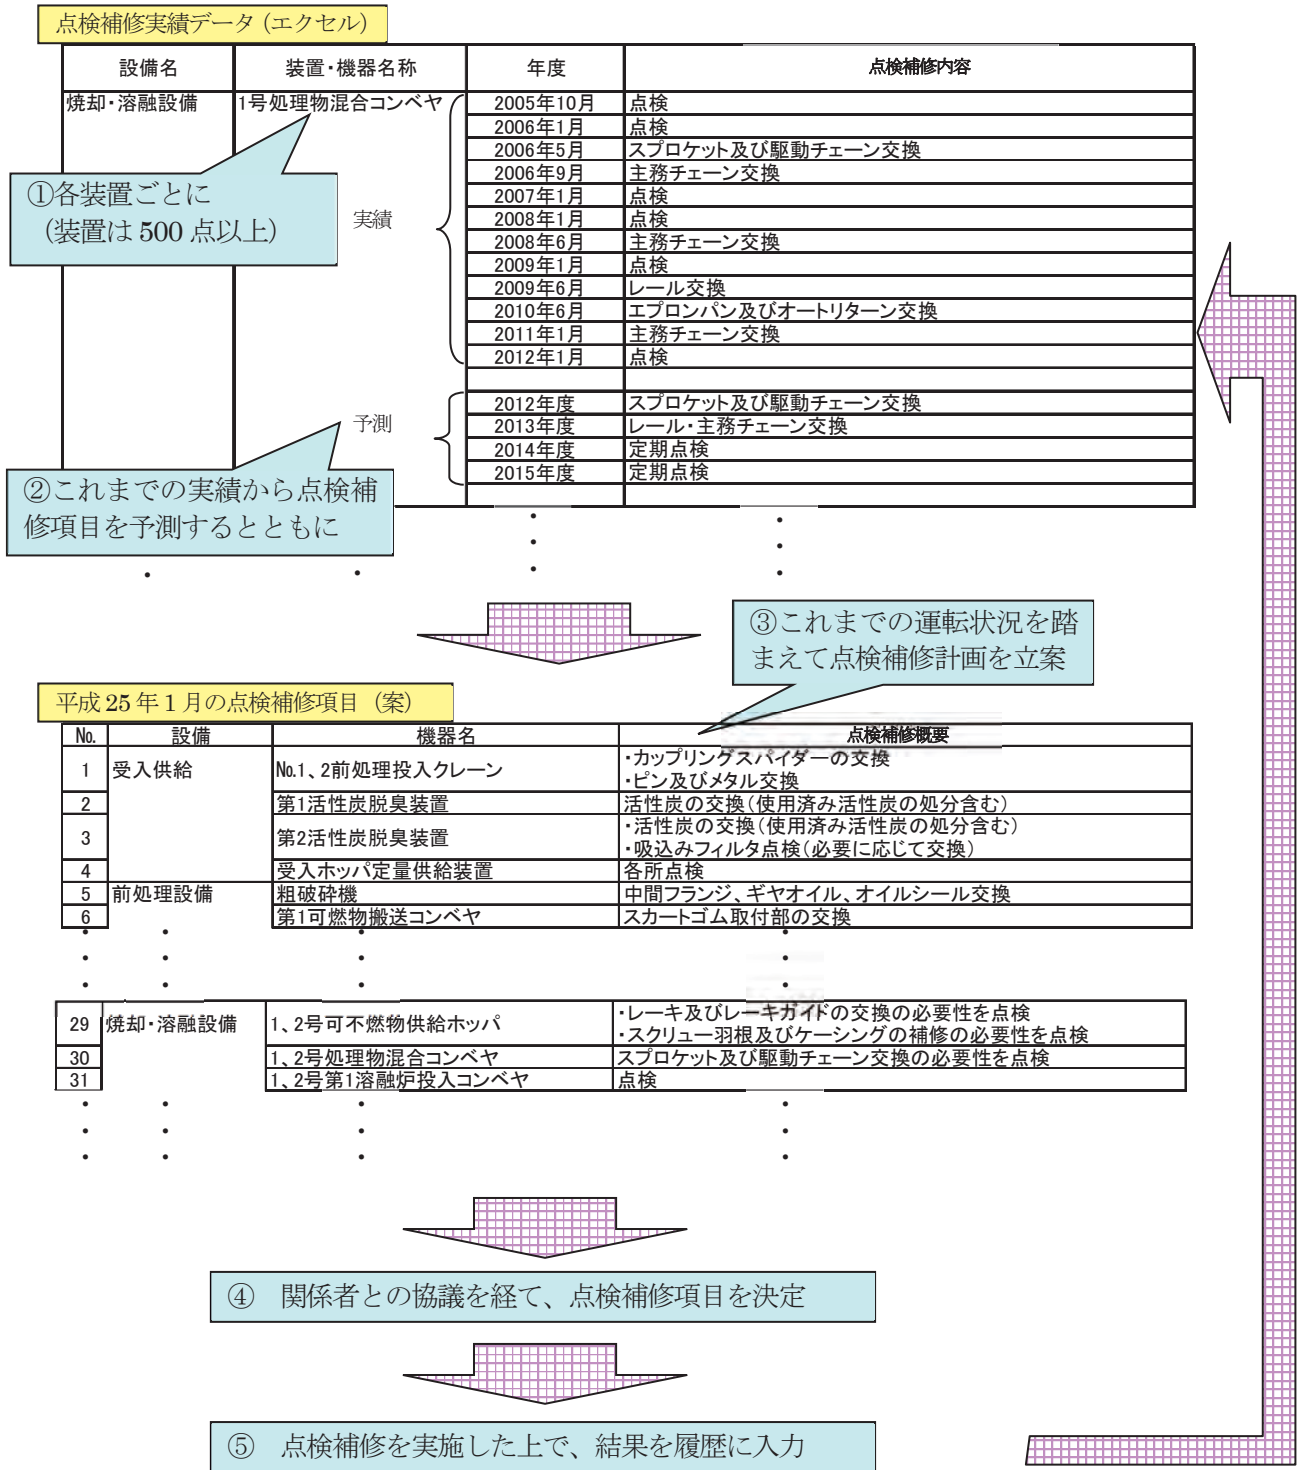 点検補修実績データ（エクセル）
設備名 装置・機器名称 年度 点検補修内容
焼却・溶融設備 1号処理物混合コンベヤ 2005年10月 点検
2006年1月 点検
2006年5月 スプロケット及び駆動チェーン交換
2006年9月 主務チェーン交換
2007年1月 点検
2008年1月 点検
2008年6月 主務チェーン交換
2009年1月 点検
2009年6月 レール交換
2010年6月 エプロンパン及びオートリターン交換
2011年1月 主務チェーン交換
2012年1月 点検
実績
①各装置ごとに
（装置は500点以上）
2012年度 スプロケット及び駆動チェーン交換
2013年度 レール・主務チェーン交換
2014年度 定期点検
2015年度 定期点検
予測
②これまでの実績から点検補
修項目を予測するとともに
③これまでの運転状況を踏
まえて点検補修計画を立案
平成25年1月の点検補修項目（案）
No. 設備 機器名 点検補修概要
1 受入供給 No.1、2前処理投入クレーン ・カップリングスパイダーの交換
・ピン及びメタル交換
2 第1活性炭脱臭装置 活性炭の交換（使用済み活性炭の処分含む）
3 第2活性炭脱臭装置 ・活性炭の交換（使用済み活性炭の処分含む）
・吸込みフィルタ点検（必要に応じて交換）
4 受入ホッパ定量供給装置 各所点検
5 前処理設備 粗破砕機 中間フランジ、ギヤオイル、オイルシール交換
6 第1可燃物搬送コンベヤ スカートゴム取付部の交換
29 焼却・溶融設備 1、2号可不燃物供給ホッパ ・レーキ及びレーキガイドの交換の必要性を点検
・スクリュー羽根及びケーシングの補修の必要性を点検
30 1、2号処理物混合コンベヤ スプロケット及び駆動チェーン交換の必要性を点検
31 1、2号第1溶融炉投入コンベヤ 点検
④ 関係者との協議を経て、点検補修項目を決定
⑤ 点検補修を実施した上で、結果を履歴に入力